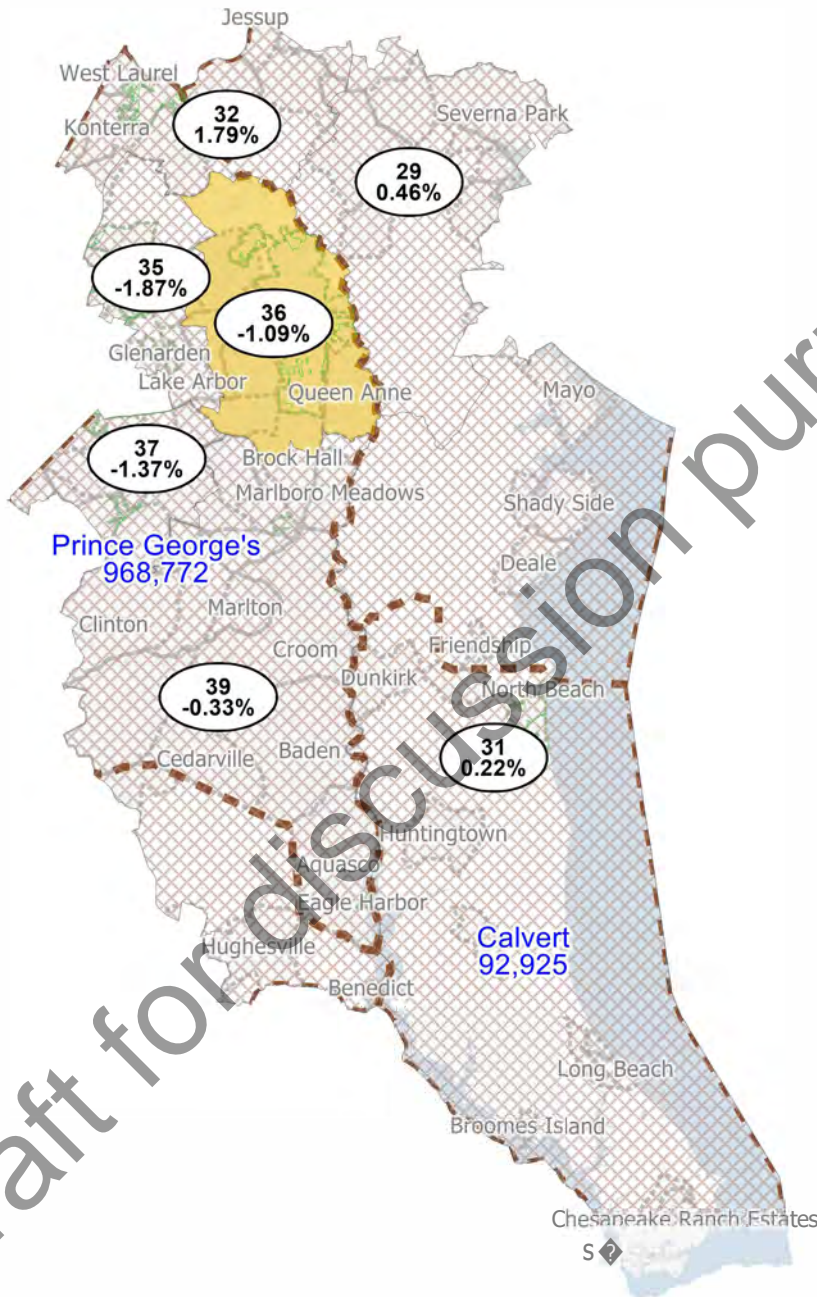 Jessup
West Laurel
32
1.79%
Konterra
Severna Park
29
0.46%
35
-1.87%
36
-1.09%
Glenarden
Lake Arbor
Queen Anne
Mayo
37
-1.37%
Brock Hall
Marlboro Meadows
Shady Side
Prince George's
968,772
Deale
Marlton
Clinton
Croom
Friendship
Dunkirk
39
-0.33%
North Beach
31
0.22%
Cedarville
Baden
Huntingtown
Aquasco
Eagle Harbor
Hughesville
Calvert
92,925
Benedict
Long Beach
Broomes Island
Chesapeake Ranch Estates
S �
aft for discussion pur